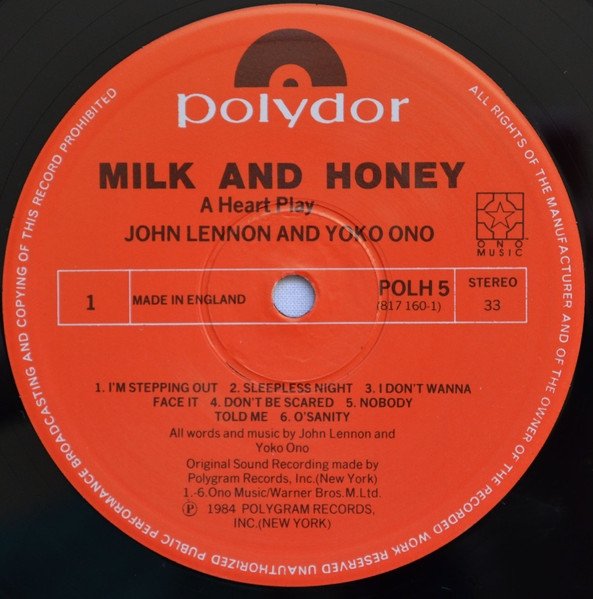 polydor
MILK AND HONEY
A Heart Play
JOHN LENNON AND YOKO ONO
ONO
MUSIC
1
MADE IN ENGLAND
POLH 5
(817 160-1)
STEREO
33
1. I'M STEPPING OUT 2. SLEEPLESS NIGHT 3. I DON'T WANNA
FACE IT 4. DON'T BE SCARED 5. NOBODY
TOLD ME 6. O'SANITY
All words and music by John Lennon and
Yoko Ono
Original Sound Recording made by
Polygram Records, Inc.(New York)
1.-6.Ono Music/Warner Bros.M.Ltd.
Ⓟ 1984 POLYGRAM RECORDS,
INC.(NEW YORK)
ALL RIGHTS OF THE MANUFACTURER AND OF THE OWNER OF THE RECORDED WORK RESERVED UNAUTHORIZED PUBLIC PERFORMANCE BROADCASTING AND COPYING OF THIS RECORD PROHIBITED